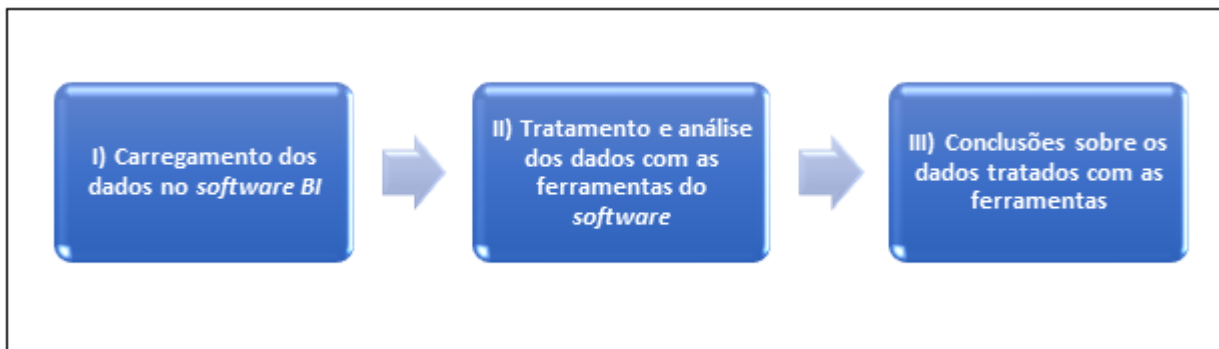 I) Carregamento dos
dados no software BI
II) Tratamento e análise
dos dados com as
ferramentas do
software
III) Conclusões sobre os
dados tratados com as
ferramentas